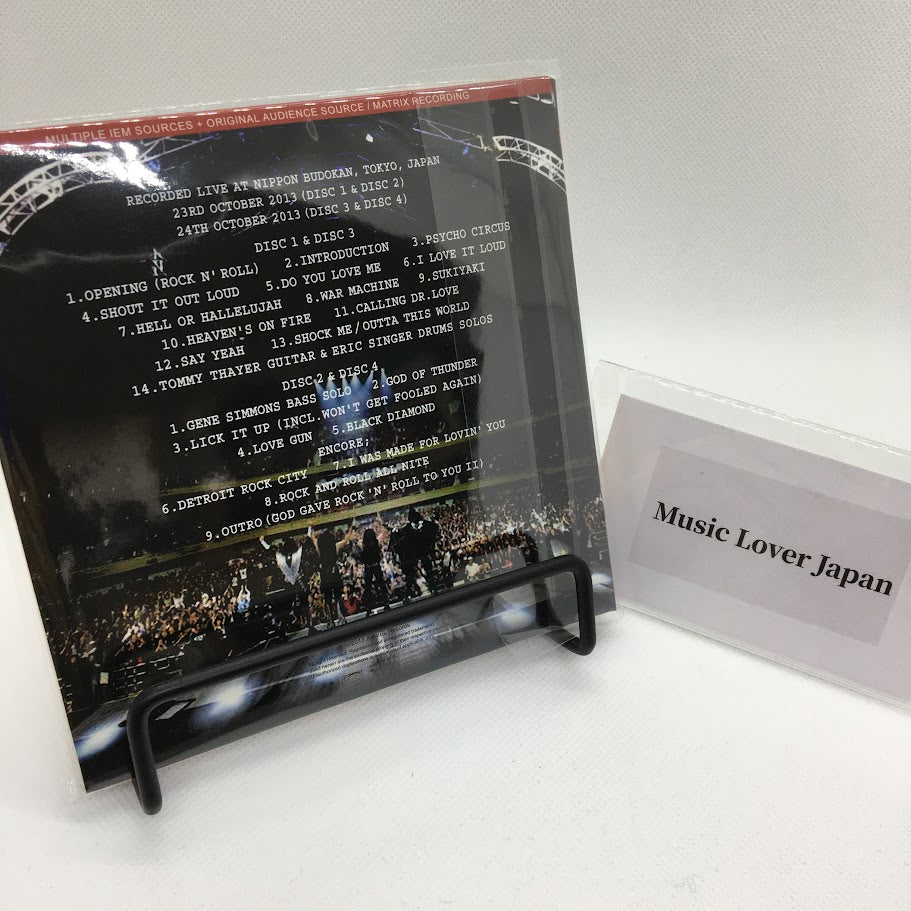 MULTIPLE IEM SOURCES + ORIGINAL AUDIENCE SOURCE / MATRIX RECORDING
RECORDED LIVE AT NIPPON BUDOKAN, TOKYO, JAPAN
23RD OCTOBER 2013 (DISC 1 & DISC 2)
24TH OCTOBER 2013 (DISC 3 & DISC 4)
DISC 1 & DISC 3
1.OPENING (ROCK N' ROLL) 2.INTRODUCTION 3.PSYCHO CIRCUS
4.SHOUT IT OUT LOUD 5.DO YOU LOVE ME 6.I LOVE IT LOUD
7.HELL OR HALLELUJAH 8.WAR MACHINE 9.SUKIYAKI
10.HEAVEN'S ON FIRE 11.CALLING DR.LOVE
12.SAY YEAH 13.SHOCK ME/OUTTA THIS WORLD
14.TOMMY THAYER GUITAR & ERIC SINGER DRUMS SOLOS
DISC 2 & DISC 4
1.GENE SIMMONS BASS SOLO 2.GOD OF THUNDER
3.LICK IT UP (INCL.WON'T GET FOOLED AGAIN)
4.LOVE GUN 5.BLACK DIAMOND
ENCORE;
6.DETROIT ROCK CITY 7.I WAS MADE FOR LOVIN' YOU
8.ROCK AND ROLL ALL NITE
9.OUTRO (GOD GAVE ROCK 'N' ROLL TO YOU II)
Music Lover Japan